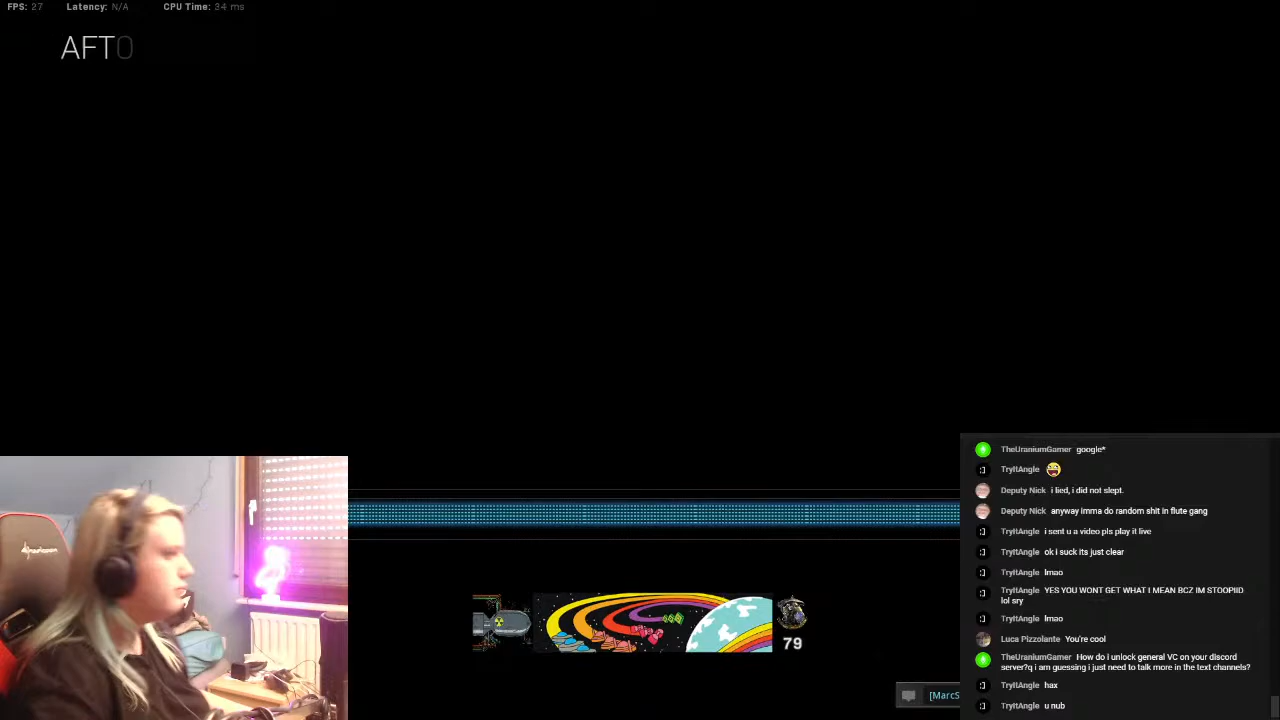 FPS: 27 Latency: N/A CPU Time: 34 ms
AFTO
TheUraniumGamer google*
TryItAngle
Deputy Nick i lied, i did not slept.
Deputy Nick anyway imma do random shit in flute gang
TryItAngle i sent u a video pls play it live
TryItAngle ok i suck its just clear
TryItAngle lmao
TryItAngle YES YOU WONT GET WHAT I MEAN BCZ IM STOOPIID
lol sry
TryItAngle lmao
Luca Pizzolante You're cool
79
TheUraniumGamer How do i unlock general VC on your discord
server?q i am guessing i just need to talk more in the text channels?
TryItAngle hax
[MarcS
TryItAngle u nub